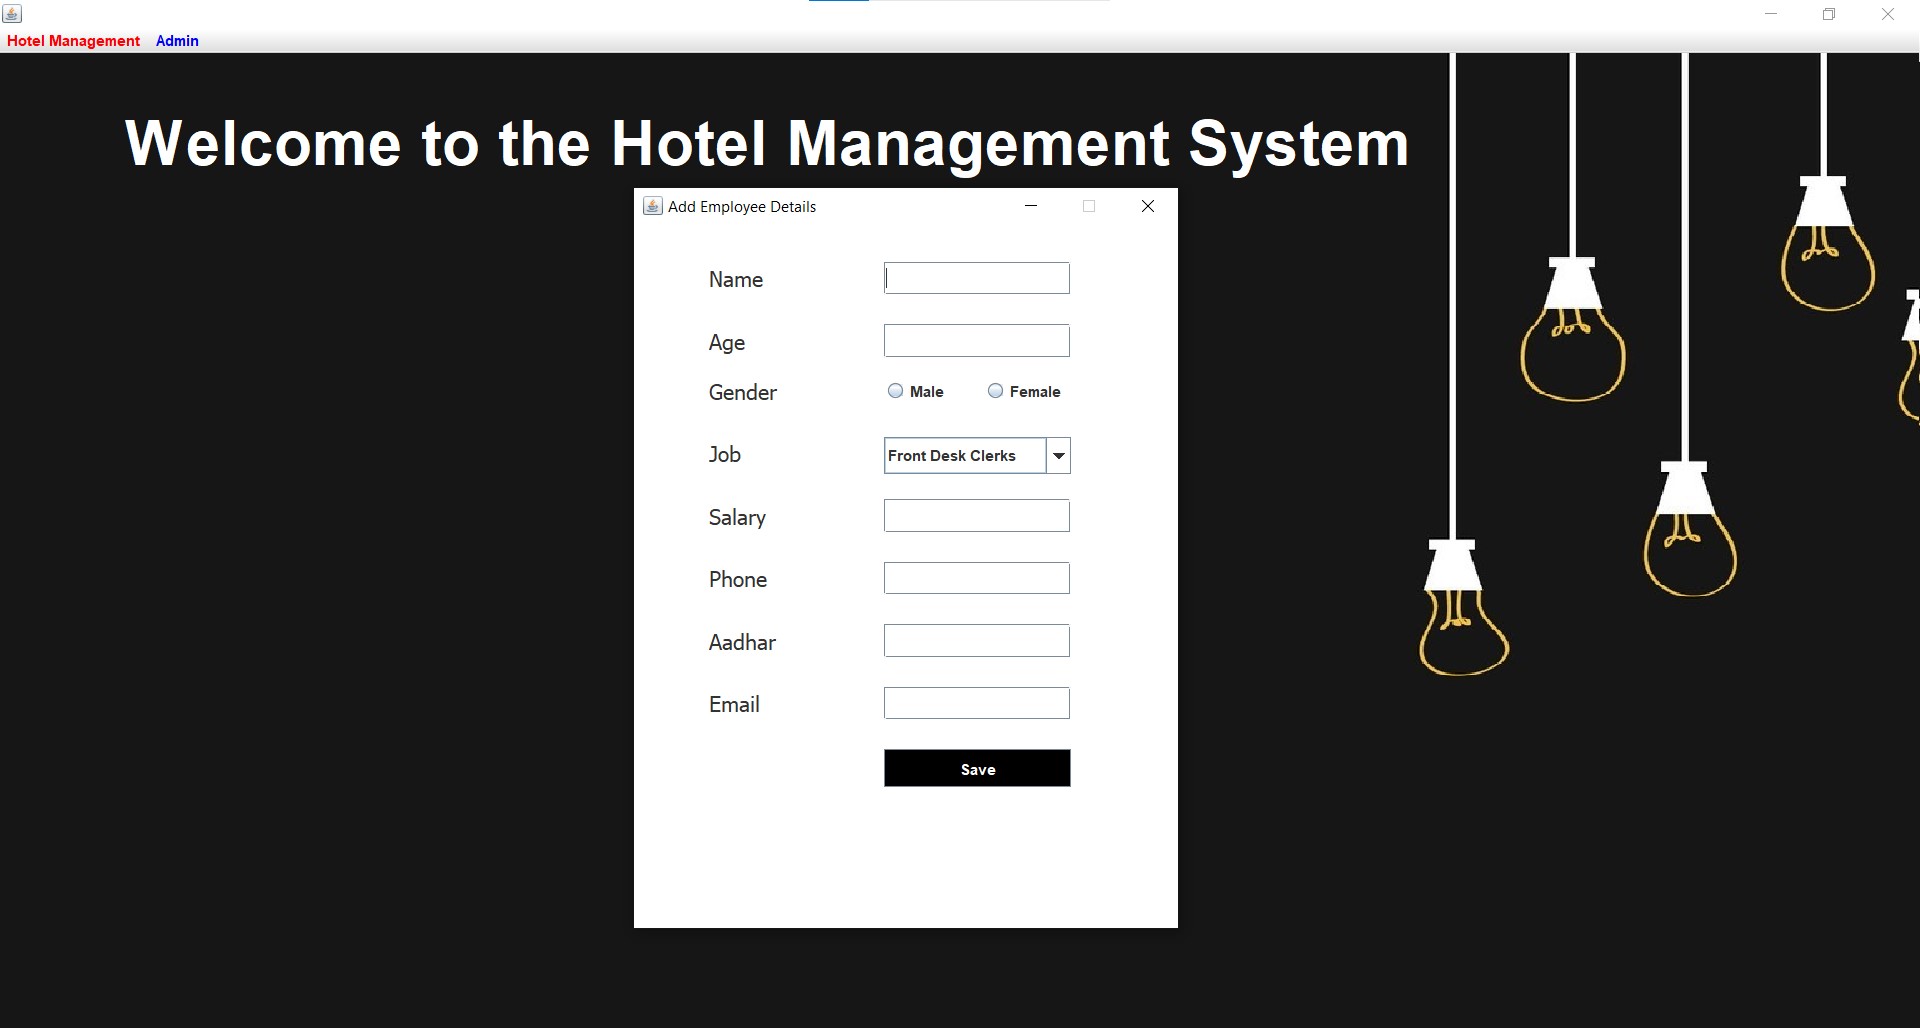 Hotel Management Admin
Welcome to the Hotel Management System
Add Employee Details
Name
Age
Gender Male Female
Job Front Desk Clerks
Salary
Phone
Aadhar
Email
Save